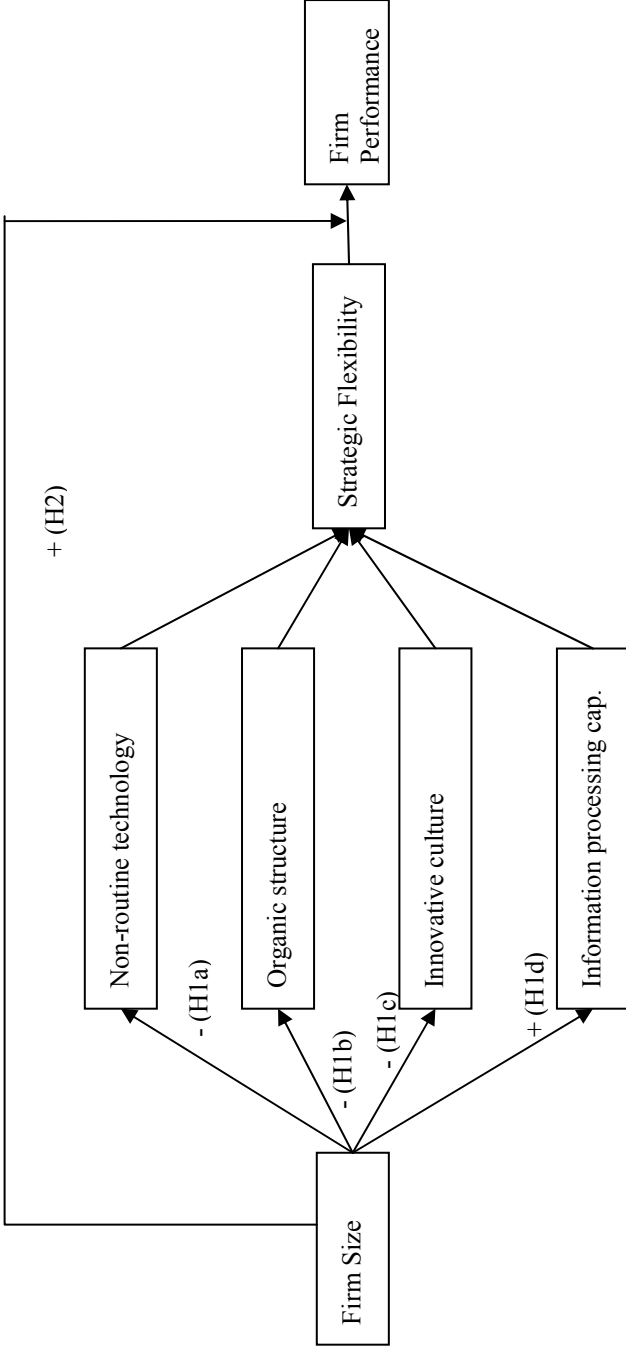 Firm Size
- (H1a)
- (H1b)
- (H1c)
+ (H1d)
Non-routine technology
Organic structure
Innovative culture
Information processing cap.
+ (H2)
Strategic Flexibility
Firm
Performance